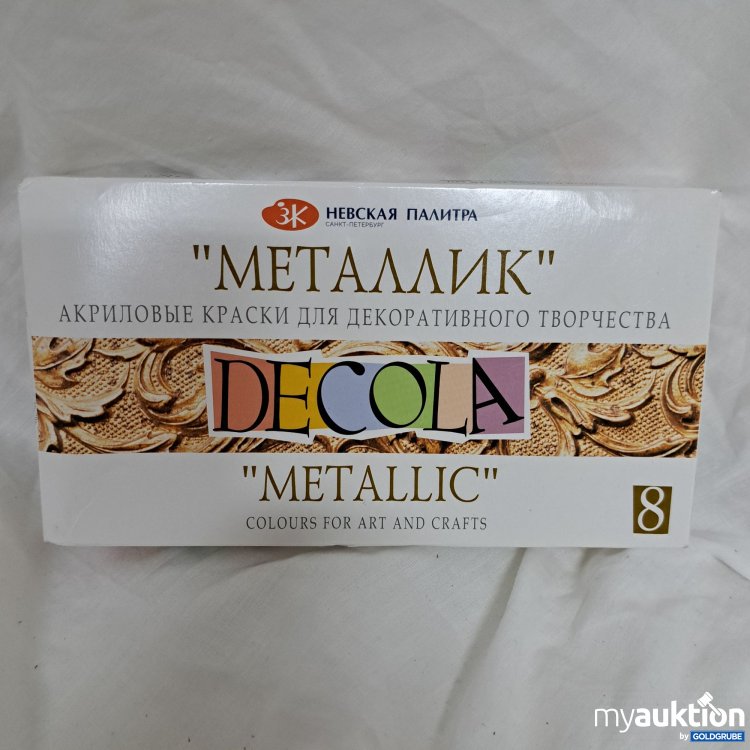 ЗК НЕВСКАЯ ПАЛИТРА
САНКТ-ПЕТЕРБУРГ
"МЕТАЛЛИК"
АКРИЛОВЫЕ КРАСКИ ДЛЯ ДЕКОРАТИВНОГО ТВОРЧЕСТВА
DECOLA
"METALLIC"
COLOURS FOR ART AND CRAFTS
8
myauktion
by GOLDGRUBE